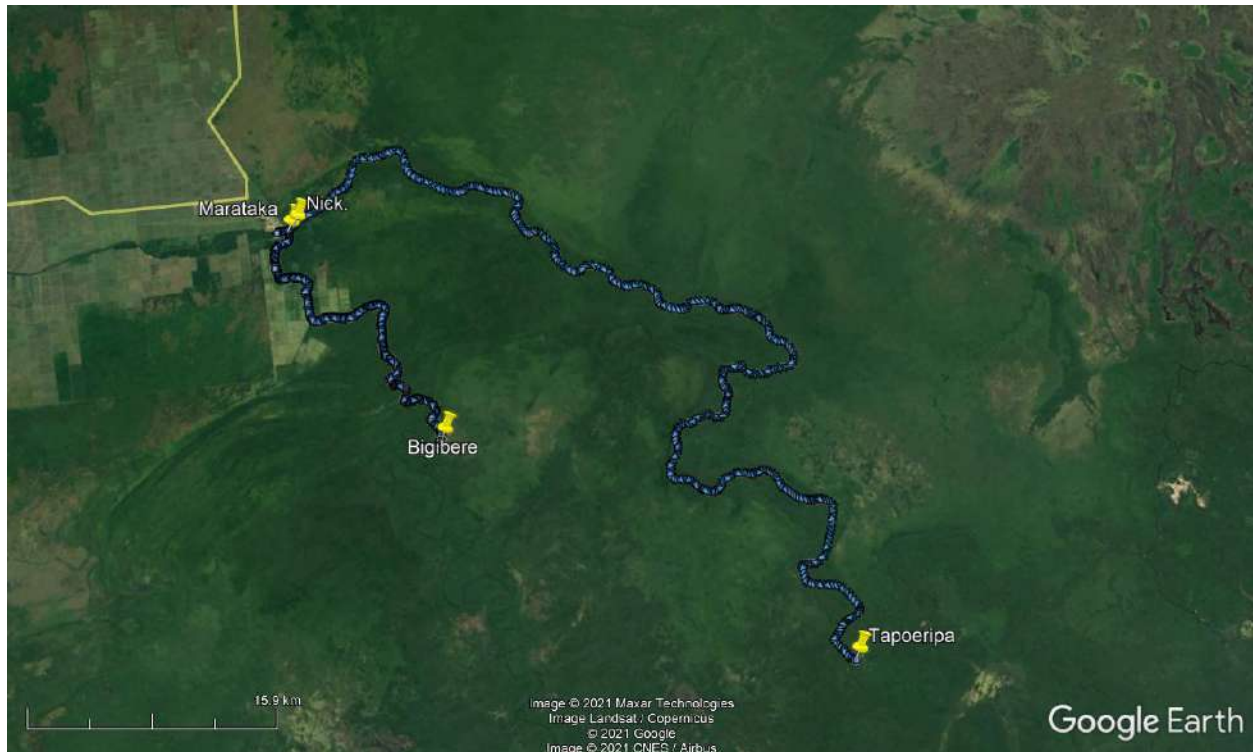 Marataka
Nick.
Bigibere
Tapoeripa
15.9 km
Image © 2021 Maxar Technologies
Image Landsat / Copernicus
© 2021 Google
Image © 2021 CNES / Airbus
Google Earth